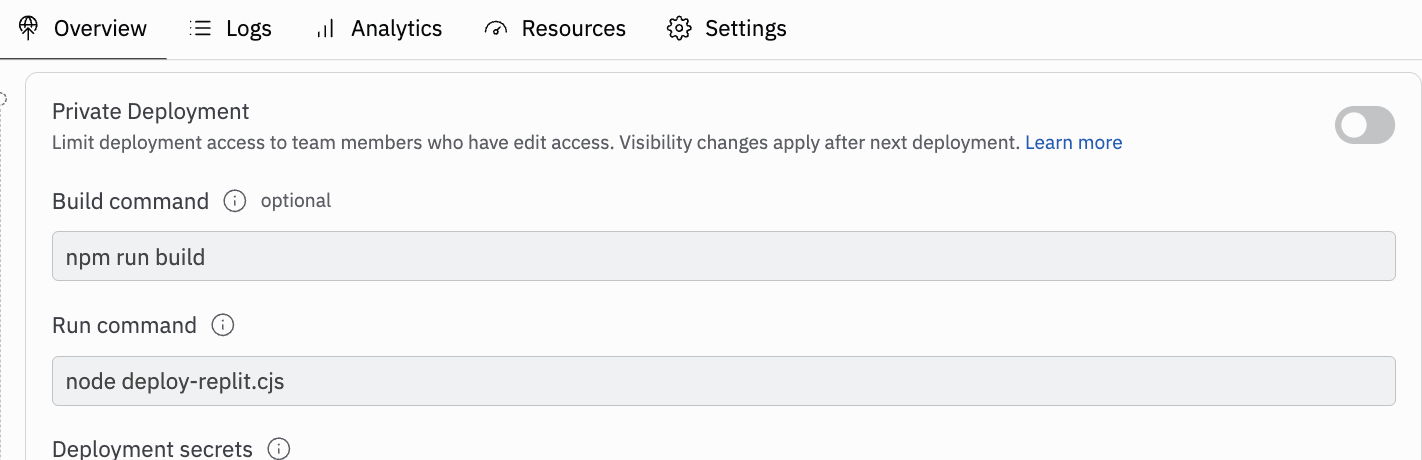 Overview Logs Analytics Resources Settings
Private Deployment
Limit deployment access to team members who have edit access. Visibility changes apply after next deployment. Learn more
Build command optional
npm run build
Run command
node deploy-replit.cjs
Deployment secrets